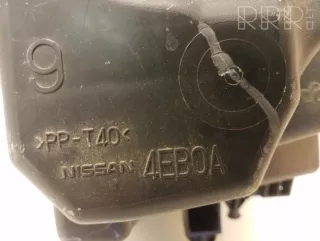 RRR
9
>PP-T40<
NISSAN 4EB0A